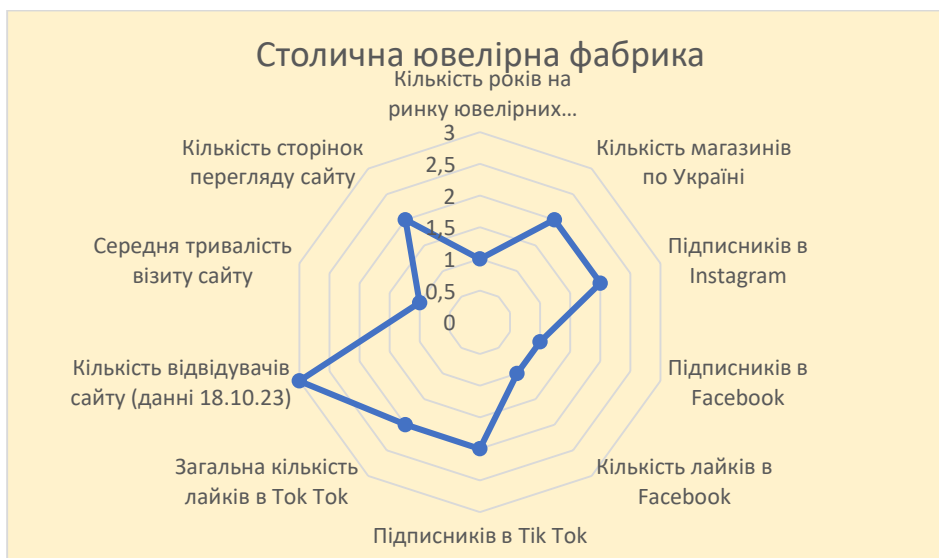 Столична ювелірна фабрика
Кількість років на
ринку ювелірних...
Кількість магазинів
по Україні
Підписників в
Instagram
Підписників в
Facebook
Кількість лайків в
Facebook
Підписників в Tik Tok
Загальна кількість
лайків в Tok Tok
Кількість відвідувачів
сайту (данні 18.10.23)
Середня тривалість
візиту сайту
Кількість сторінок
перегляду сайту
3
2,5
2
1,5
1
0,5
0